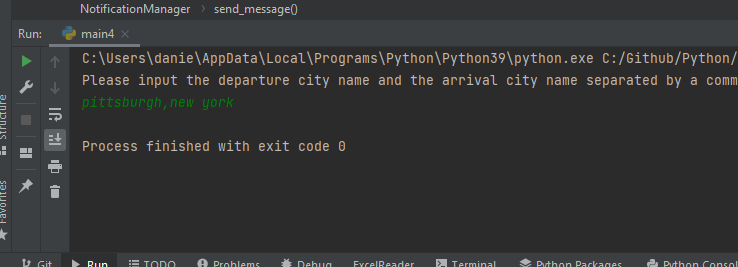 NotificationManager > send_message()
Run: main4 ×
C:\Users\danie\AppData\Local\Programs\Python\Python39\python.exe C:/Github/Python/
Please input the departure city name and the arrival city name separated by a comm
pittsburgh,new york
Process finished with exit code 0
Structure
Favorites
Git Run TODO Problems Debug ExcelReader Terminal Python Packages Python Consol